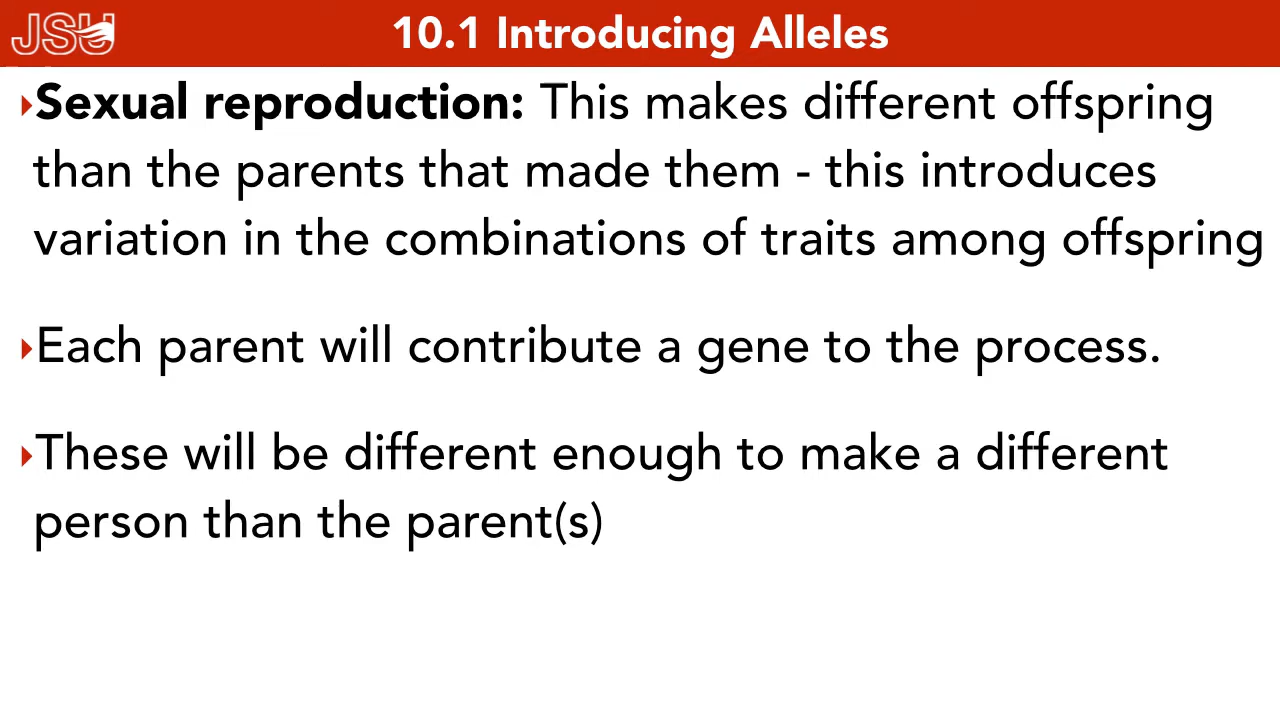 JSU
10.1 Introducing Alleles
‣Sexual reproduction: This makes different offspring
than the parents that made them - this introduces
variation in the combinations of traits among offspring
‣Each parent will contribute a gene to the process.
‣These will be different enough to make a different
person than the parent(s)